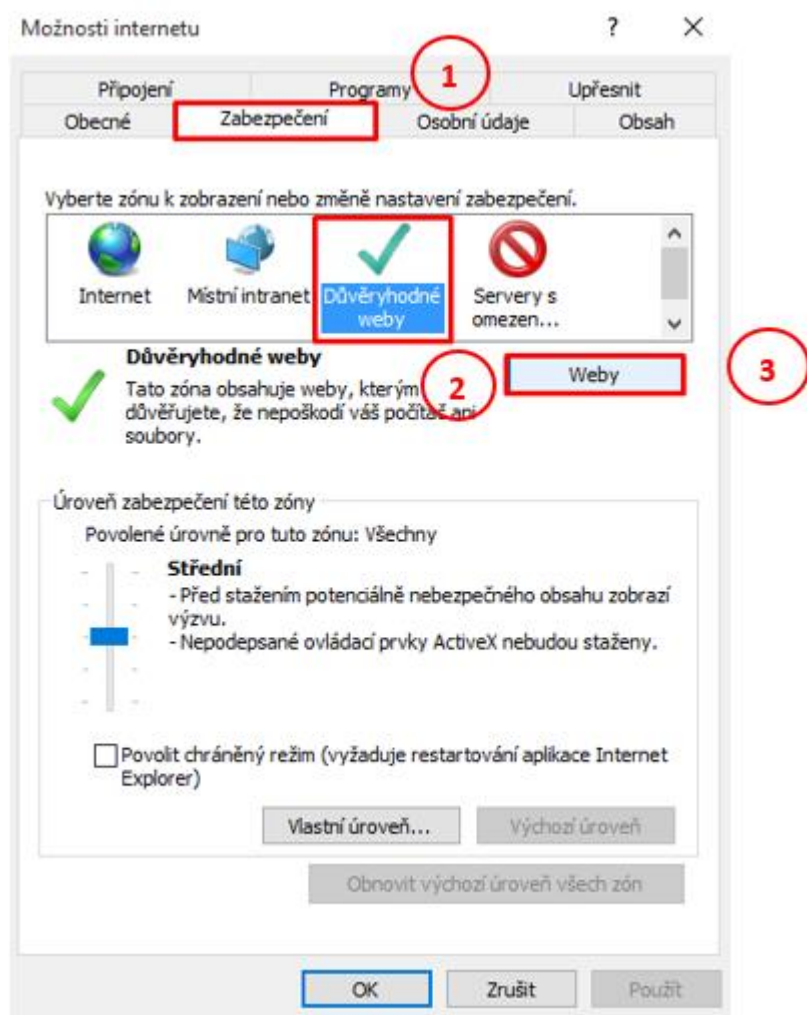 Možnosti internetu
?
1
Připojení Programy Upřesnit
Obecné Zabezpečení Osobní údaje Obsah
Vyberte zónu k zobrazení nebo změně nastavení zabezpečení.
Internet Místní intranet Důvěryhodné Servery s
weby omezen...
Důvěryhodné weby
Weby
3
2
Tato zóna obsahuje weby, kterým
důvěřujete, že nepoškodí váš počítač ani
soubory.
Úroveň zabezpečení této zóny
Povolené úrovně pro tuto zónu: Všechny
Střední
- Před stažením potenciálně nebezpečného obsahu zobrazí
výzvu.
- Nepodepsané ovládací prvky ActiveX nebudou staženy.
Povolit chráněný režim (vyžaduje restartování aplikace Internet
Explorer)
Vlastní úroveň... Výchozí úroveň
Obnovit výchozí úroveň všech zón
OK Zrušit Použít